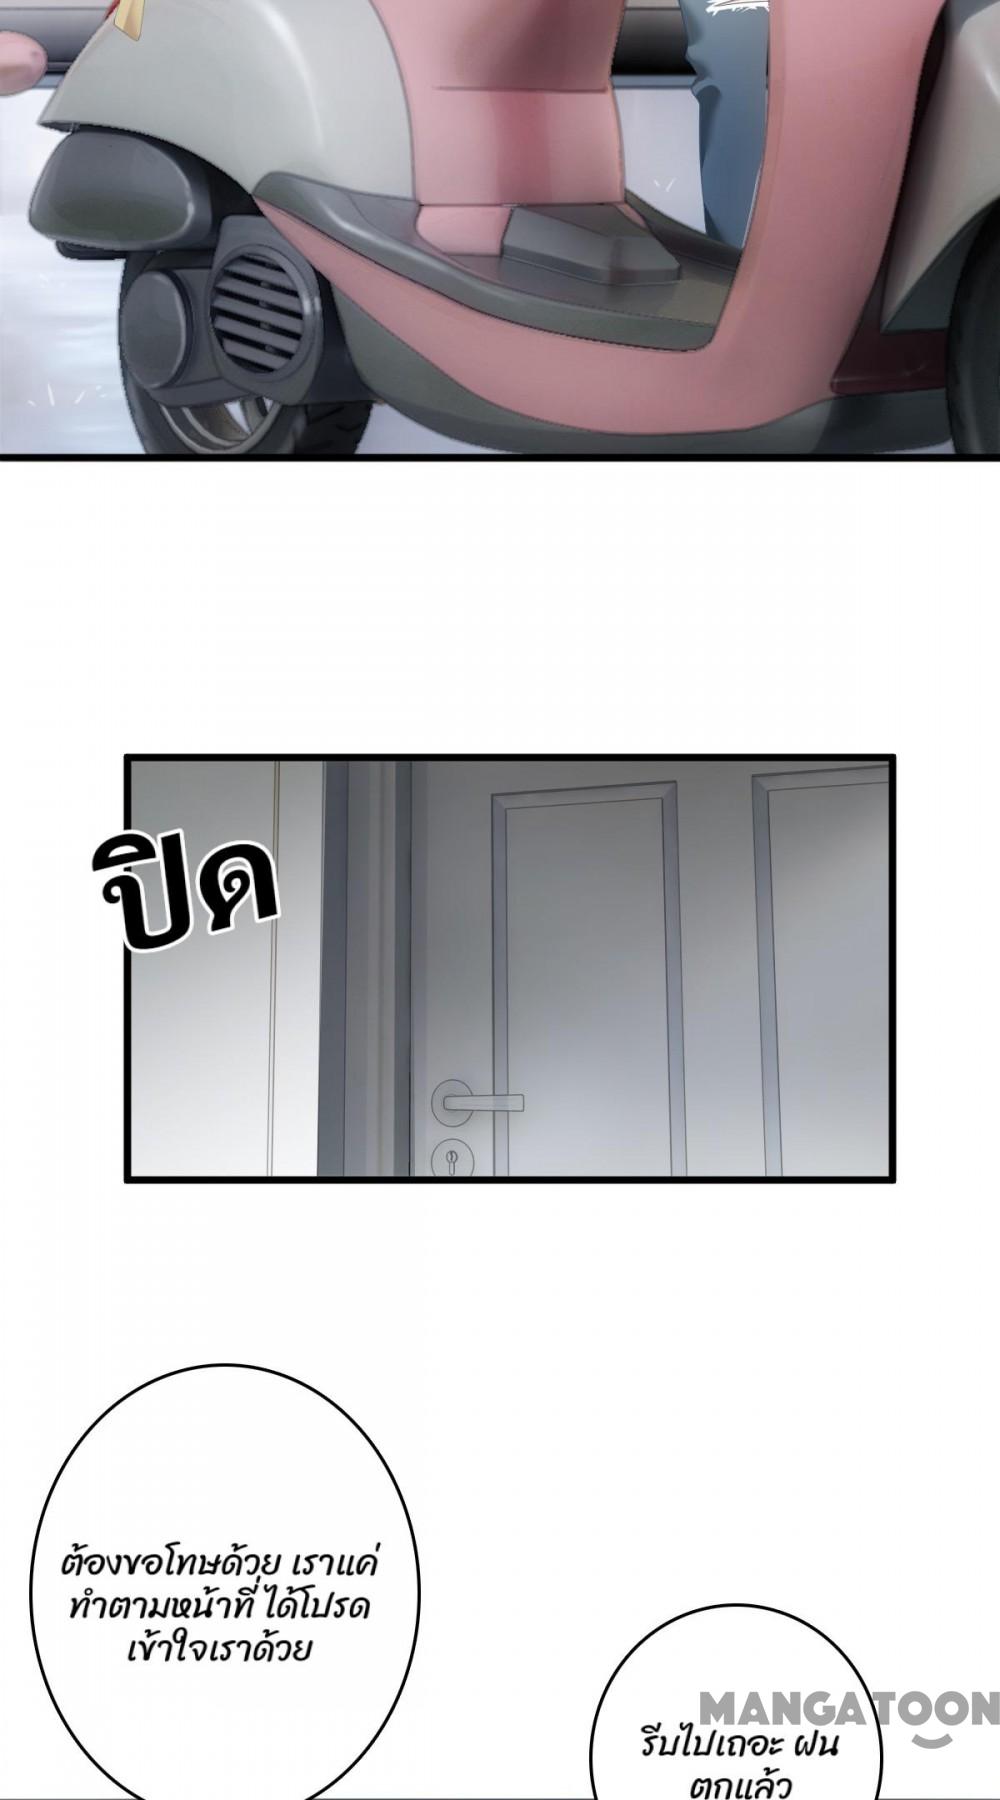 ปิด
ต้องขอโทษด้วย เราแค่
ทำตามหน้าที่ ได้โปรด
เข้าใจเราด้วย
MANGATOON
รีบไปเถอะ ฝน
ตกแล้ว